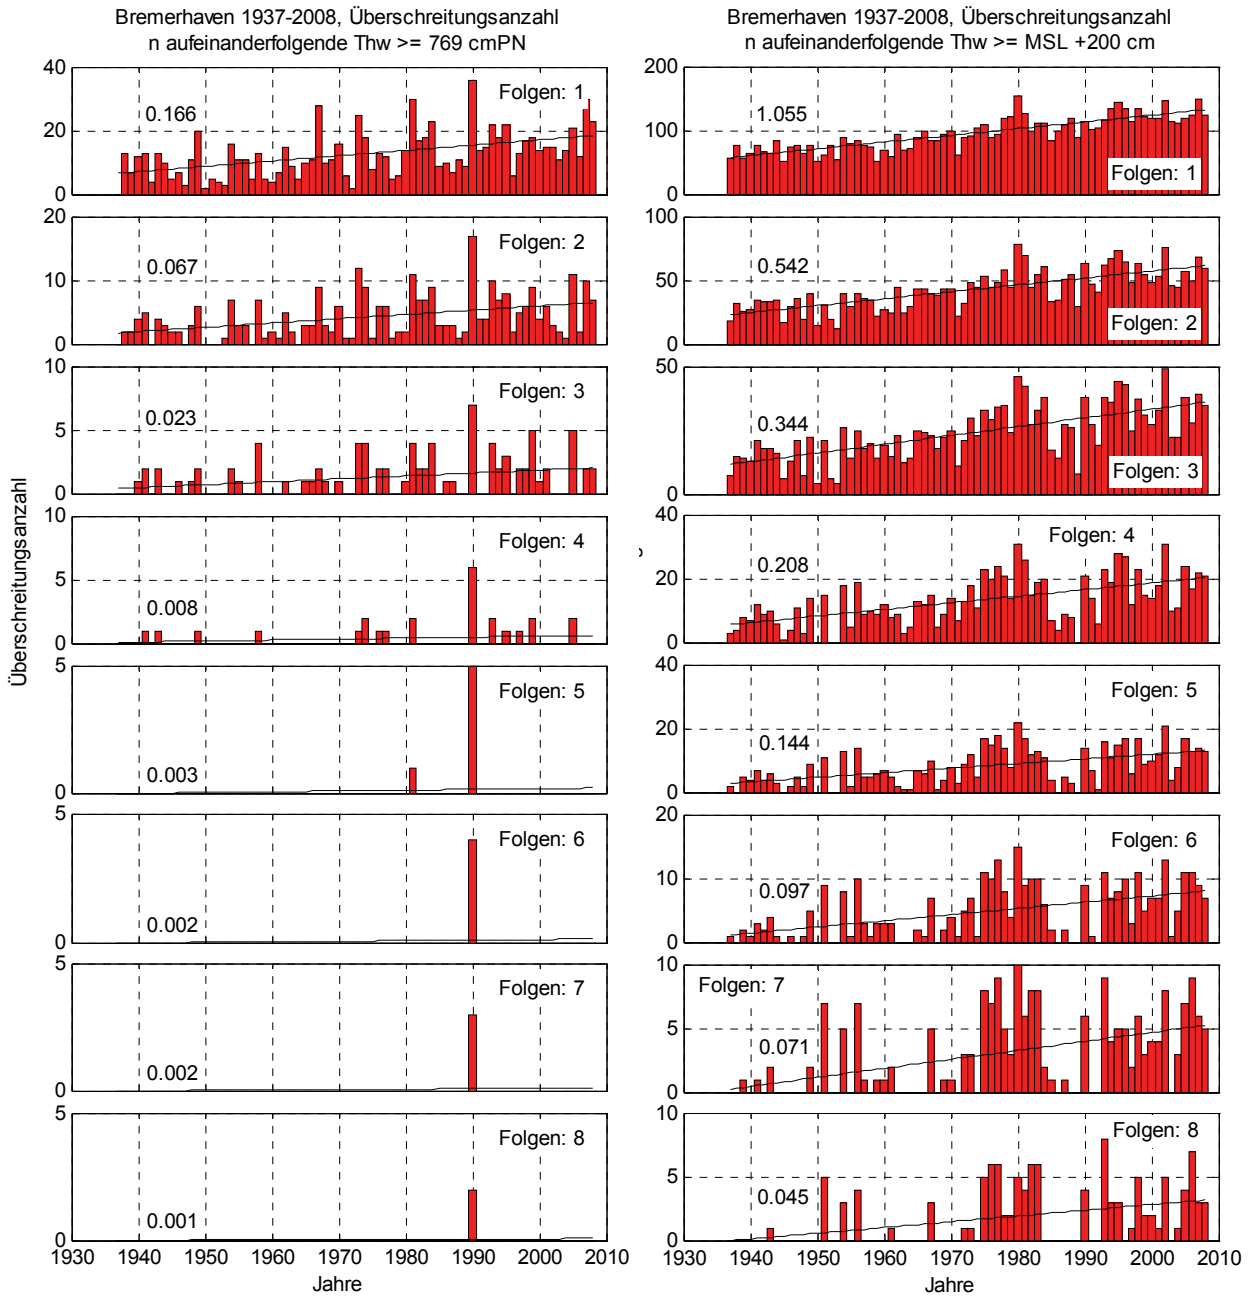 Bremerhaven 1937-2008, Überschreitungsanzahl
n aufeinanderfolgende Thw >= 769 cmPN
40
20
0
0.166
Folgen: 1
20
10
0
0.067
Folgen: 2
10
5
0
0.023
Folgen: 3
10
5
0
0.008
Folgen: 4
5
0
0.003
Folgen: 5
5
0
0.002
Folgen: 6
5
0
0.002
Folgen: 7
5
0
0.001
Folgen: 8
1930 1940 1950 1960 1970 1980 1990 2000 2010
Jahre
Überschreitungsanzahl
Bremerhaven 1937-2008, Überschreitungsanzahl
n aufeinanderfolgende Thw >= MSL +200 cm
200
100
0
1.055
Folgen: 1
100
50
0
0.542
Folgen: 2
50
0
0.344
Folgen: 3
40
20
0
0.208
Folgen: 4
40
20
0
0.144
Folgen: 5
20
10
0
0.097
Folgen: 6
10
5
0
Folgen: 7
0.071
10
5
0
0.045
Folgen: 8
1930 1940 1950 1960 1970 1980 1990 2000 2010
Jahre